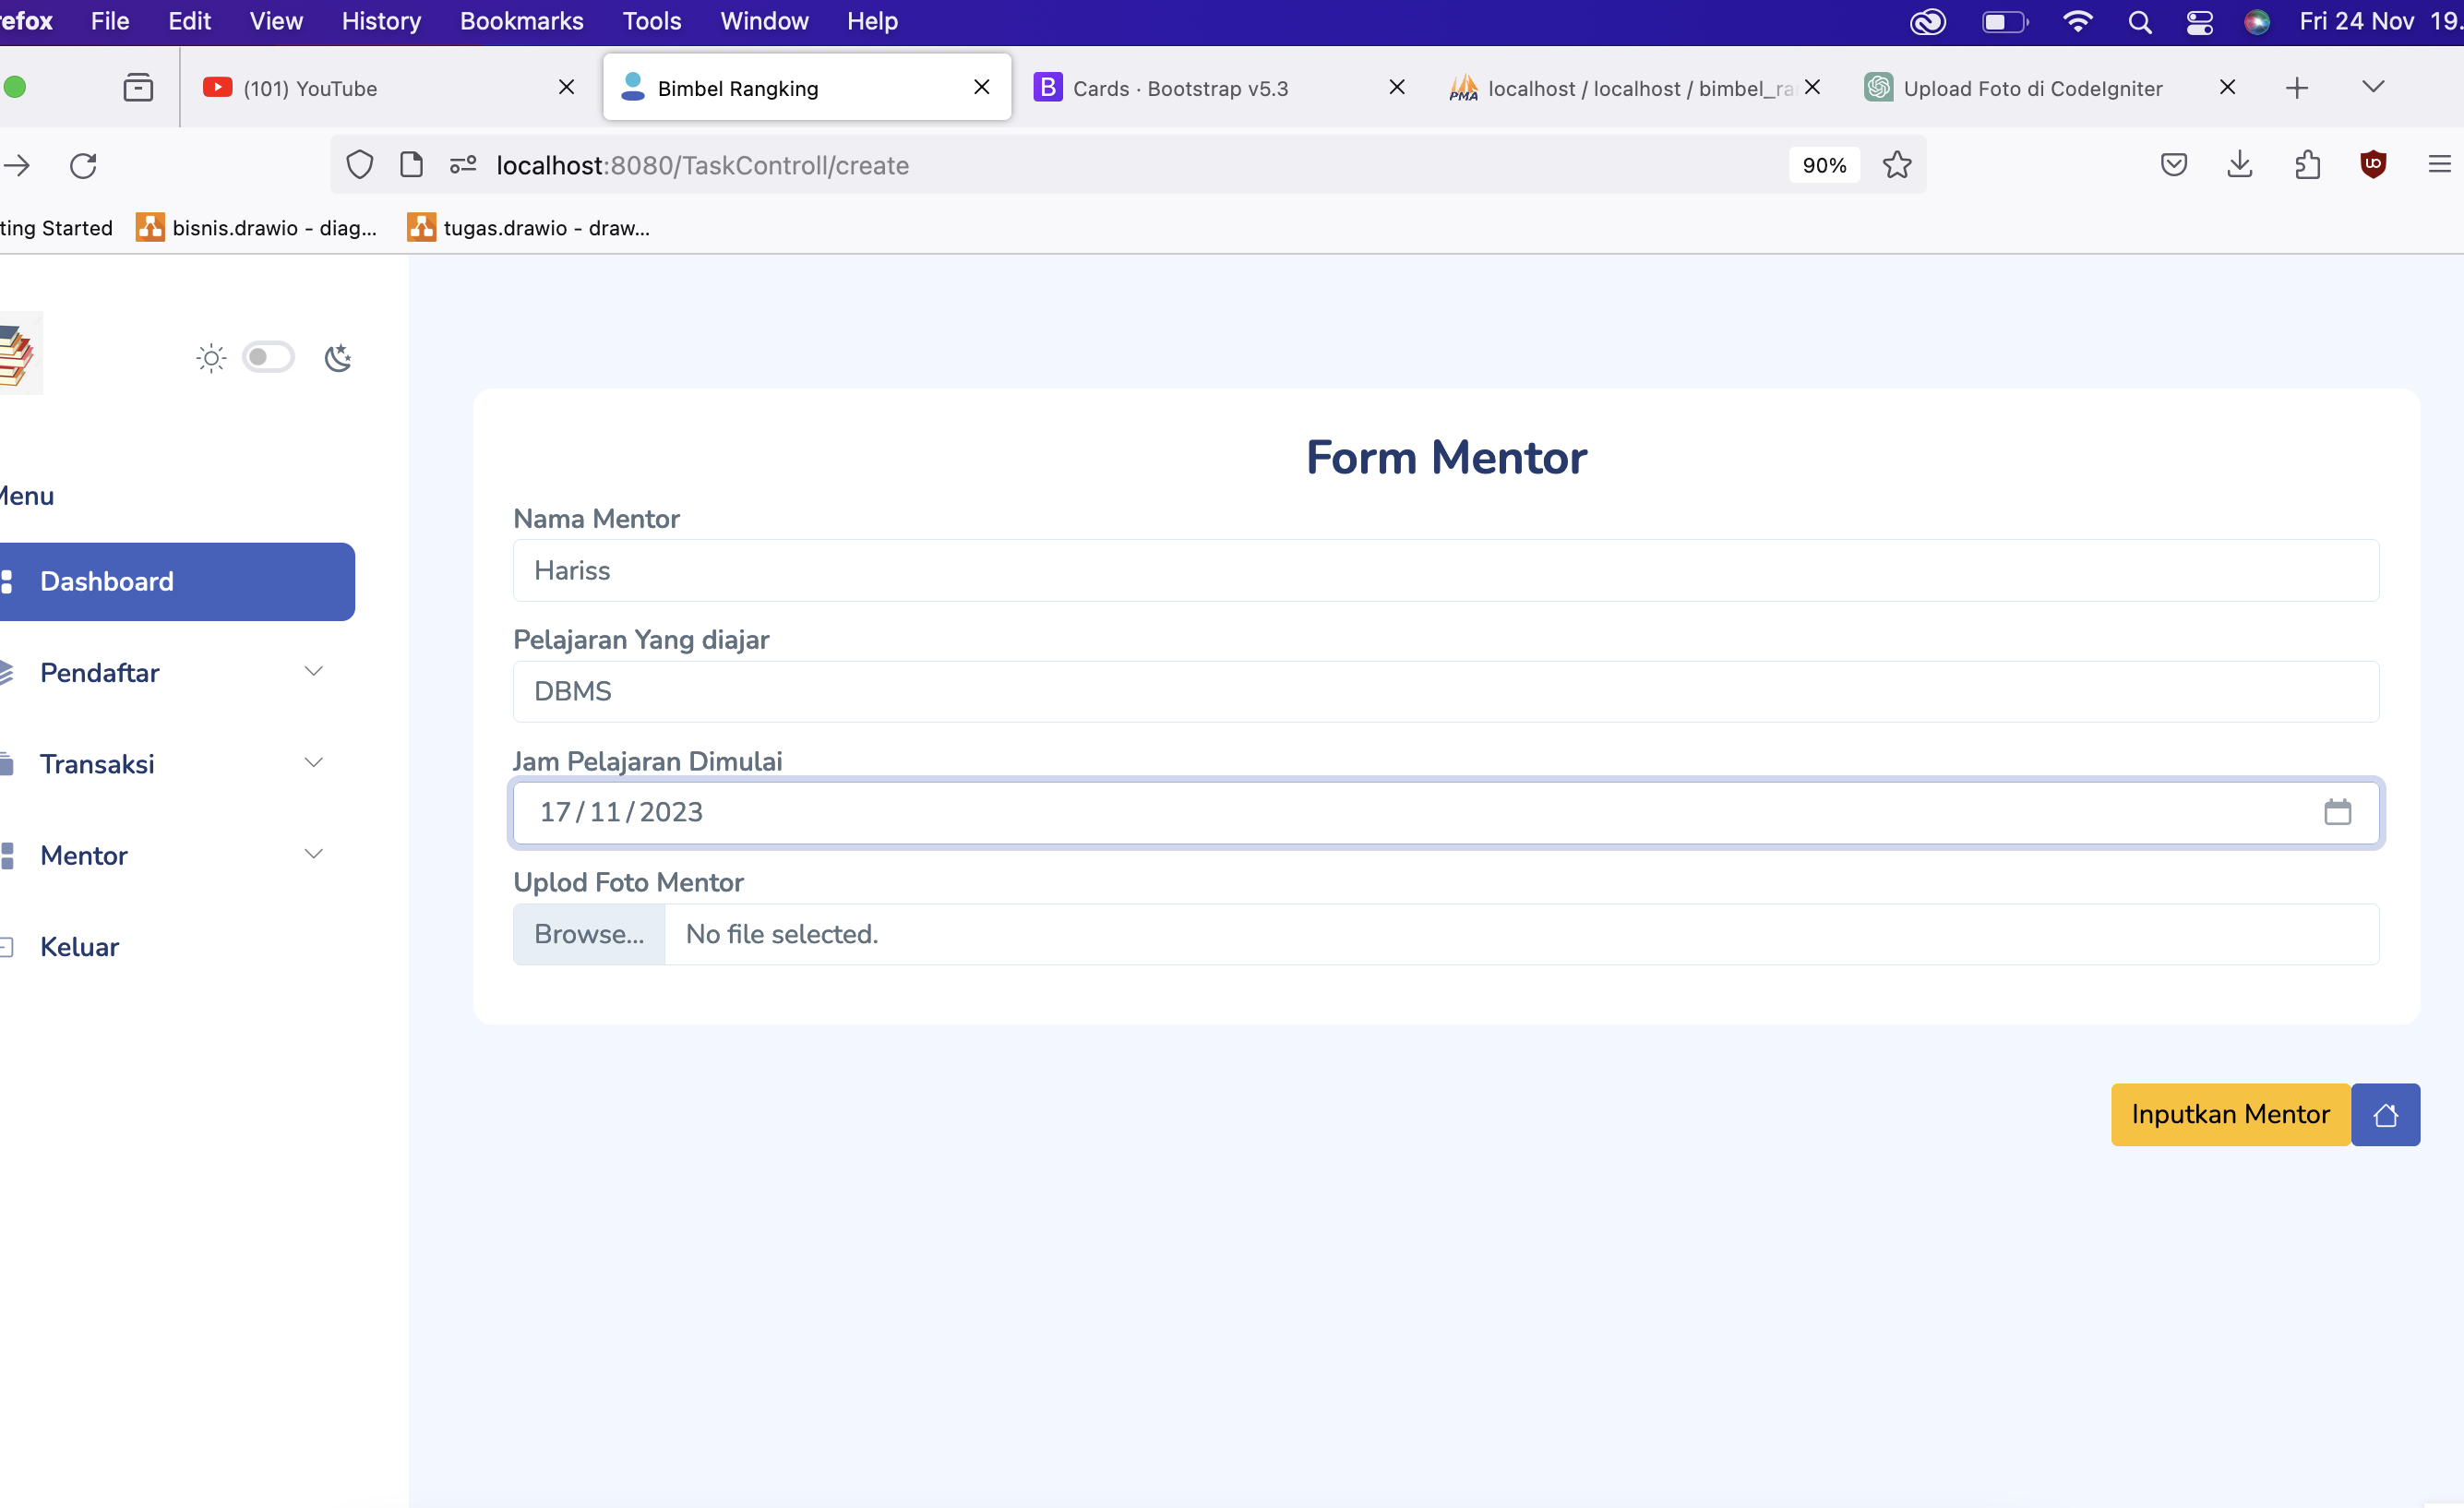 efox File Edit View History Bookmarks Tools Window Help Fri 24 Nov 19.
(101) YouTube Bimbel Rangking B Cards · Bootstrap v5.3 PMA localhost / localhost / bimbel_ra Upload Foto di CodeIgniter
localhost:8080/TaskControll/create 90%
ting Started bisnis.drawio - diag... tugas.drawio - draw...
Menu
Dashboard
Pendaftar
Transaksi
Mentor
Keluar
Form Mentor
Nama Mentor
Hariss
Pelajaran Yang diajar
DBMS
Jam Pelajaran Dimulai
17/11/2023
Uplod Foto Mentor
Browse... No file selected.
Inputkan Mentor